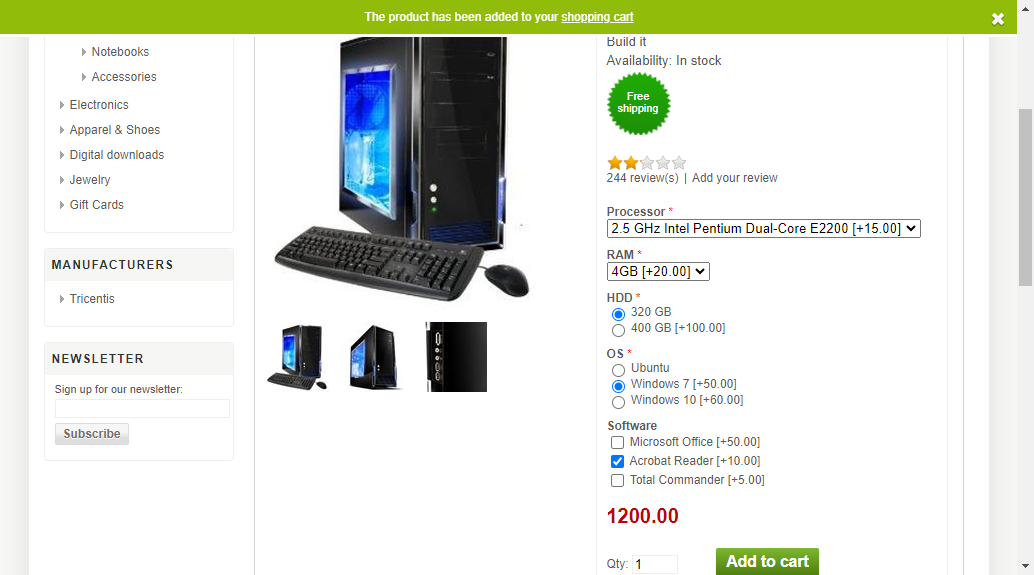 The product has been added to your shopping cart
Notebooks
Accessories
Electronics
Apparel & Shoes
Digital downloads
Jewelry
Gift Cards
MANUFACTURERS
Tricentis
NEWSLETTER
Sign up for our newsletter:
Subscribe
Build it
Availability: In stock
Free
shipping
244 review(s) | Add your review
Processor *
2.5 GHz Intel Pentium Dual-Core E2200 [+15.00]
RAM *
4GB [+20.00]
HDD *
320 GB
400 GB [+100.00]
OS *
Ubuntu
Windows 7 [+50.00]
Windows 10 [+60.00]
Software
Microsoft Office [+50.00]
Acrobat Reader [+10.00]
Total Commander [+5.00]
1200.00
Qty: 1
Add to cart